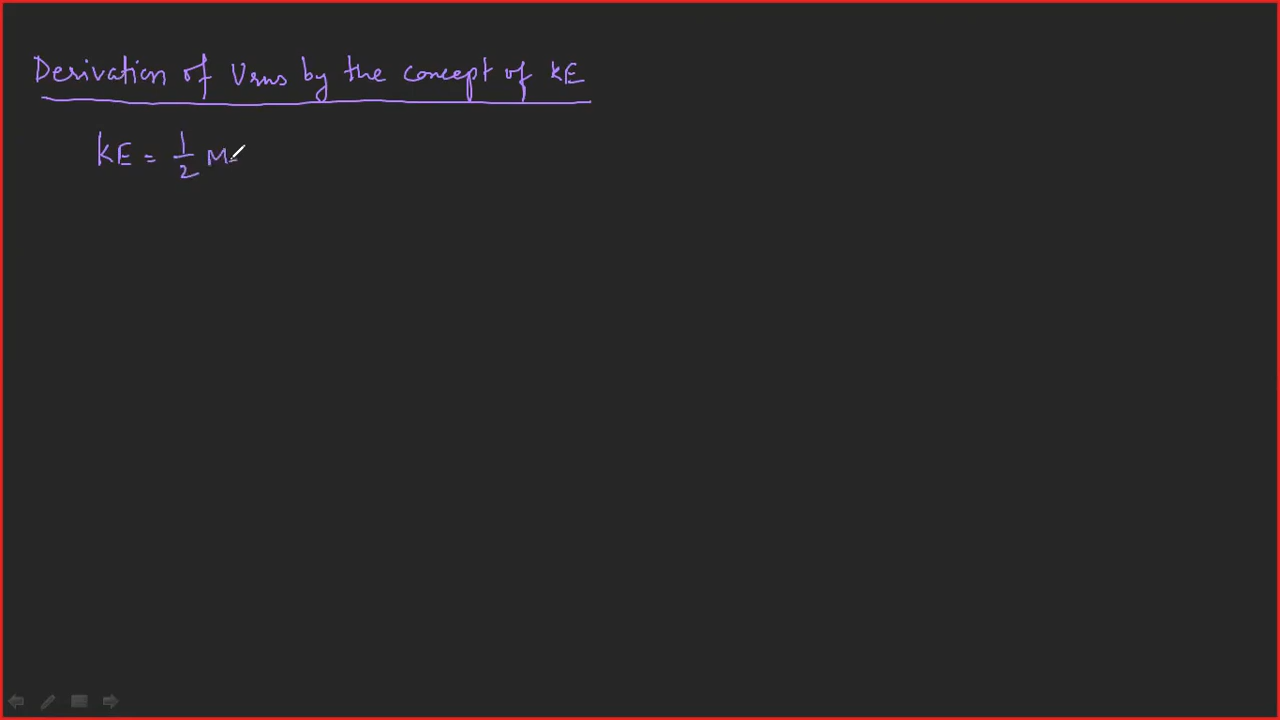 Derivation of Vrms by the concept of KE
KE = 1/2 M